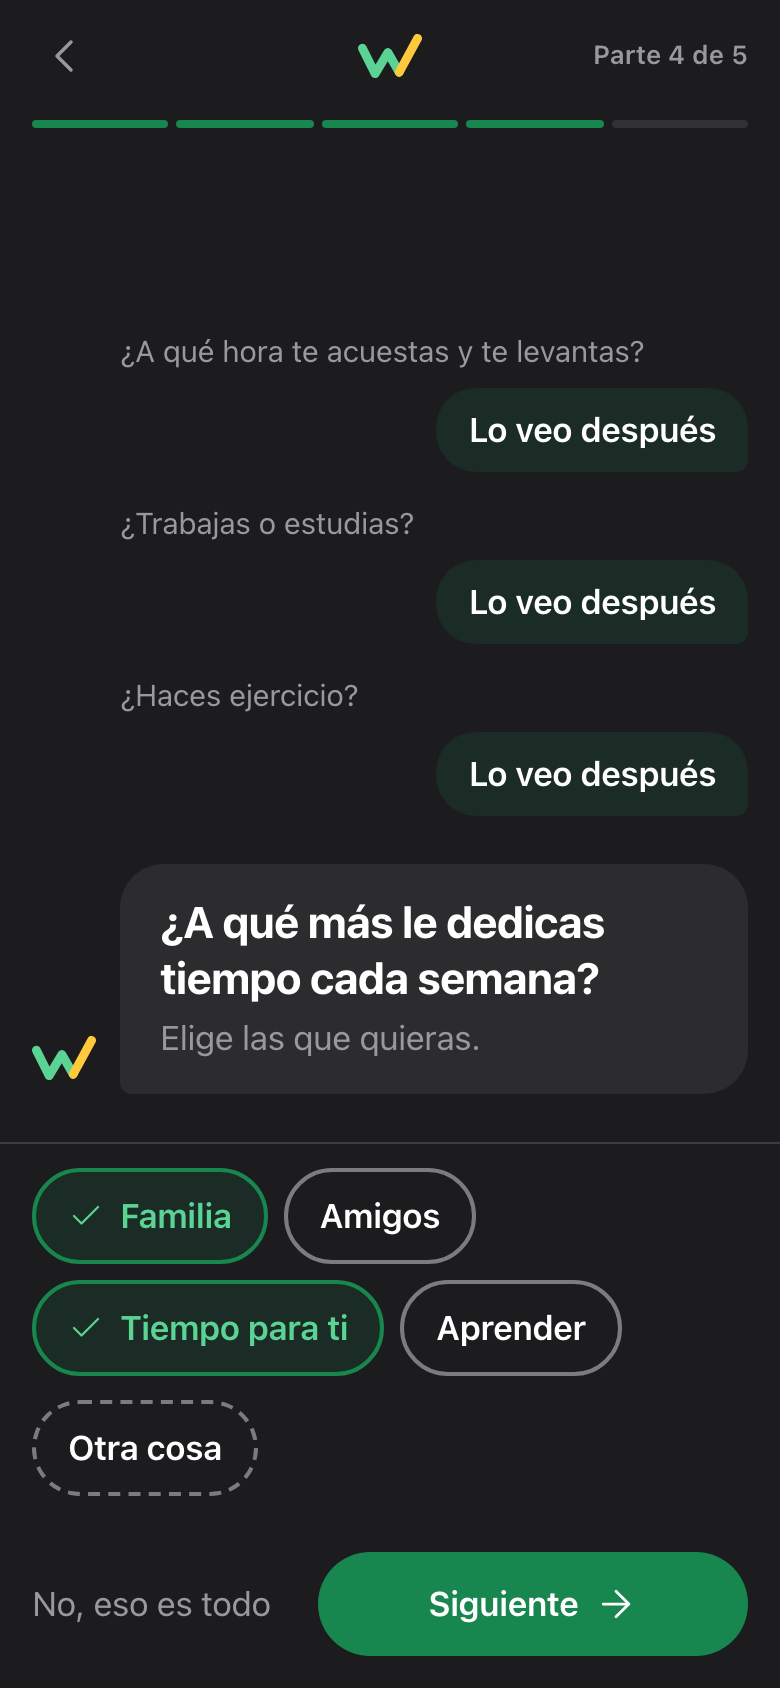 Parte 4 de 5
¿A qué hora te acuestas y te levantas?
Lo veo después
¿Trabajas o estudias?
Lo veo después
¿Haces ejercicio?
Lo veo después
¿A qué más le dedicas
tiempo cada semana?
Elige las que quieras.
Familia
Amigos
Tiempo para ti
Aprender
Otra cosa
No, eso es todo
Siguiente